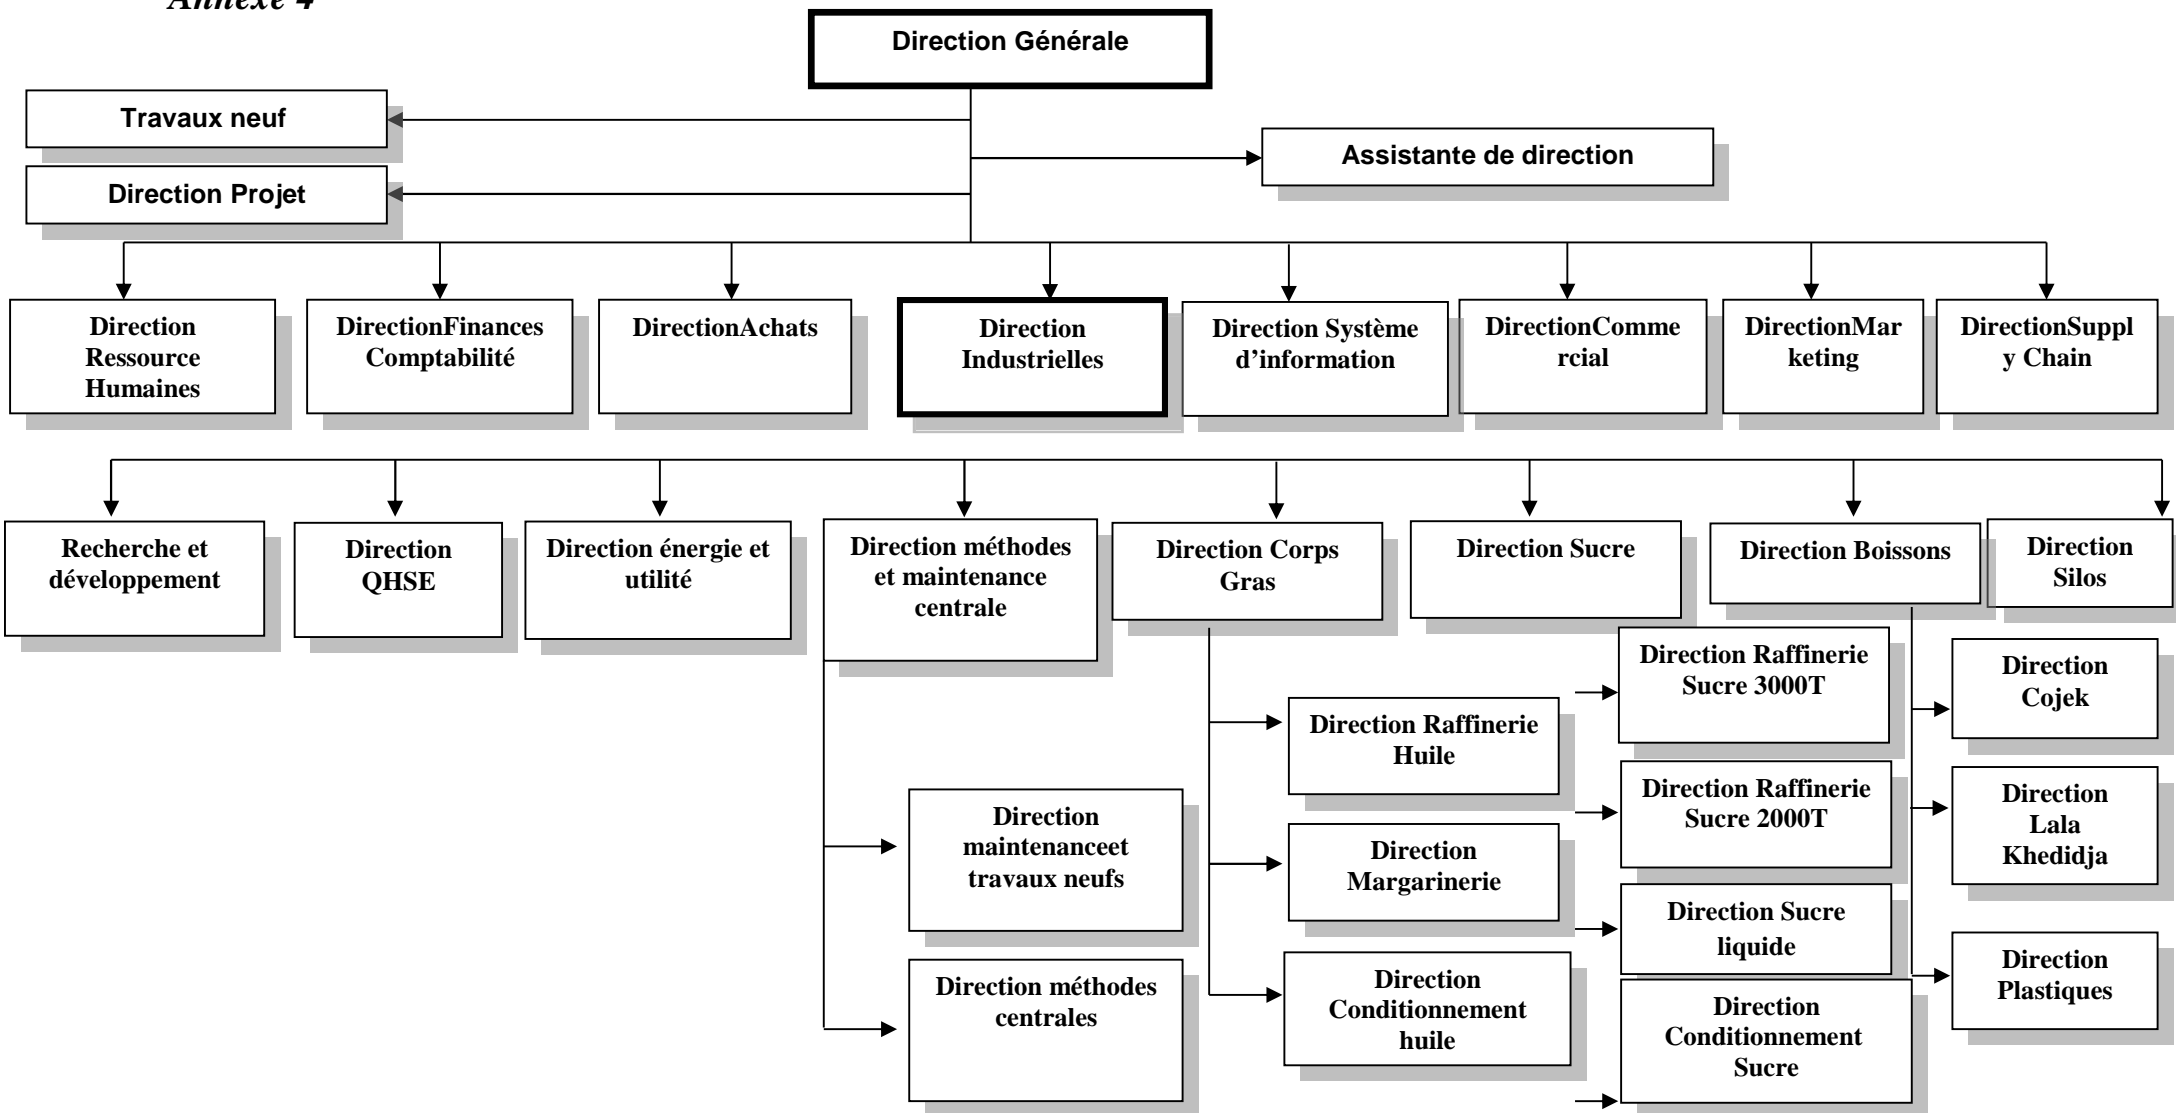 Annexe 4
Direction Générale
Travaux neuf
Assistante de direction
Direction Projet
Direction
Ressource
Humaines
DirectionFinances
Comptabilité
DirectionAchats
Direction
Industrielles
Direction Système
d’information
DirectionComme
rcial
DirectionMar
keting
DirectionSuppl
y Chain
Recherche et
développement
Direction
QHSE
Direction énergie et
utilité
Direction méthodes
et maintenance
centrale
Direction Corps
Gras
Direction Sucre
Direction Boissons
Direction
Silos
Direction
maintenanceet
travaux neufs
Direction méthodes
centrales
Direction Raffinerie
Huile
Direction
Margarinerie
Direction
Conditionnement
huile
Direction Raffinerie
Sucre 3000T
Direction Raffinerie
Sucre 2000T
Direction Sucre
liquide
Direction
Conditionnement
Sucre
Direction
Cojek
Direction
Lala
Khedidja
Direction
Plastiques